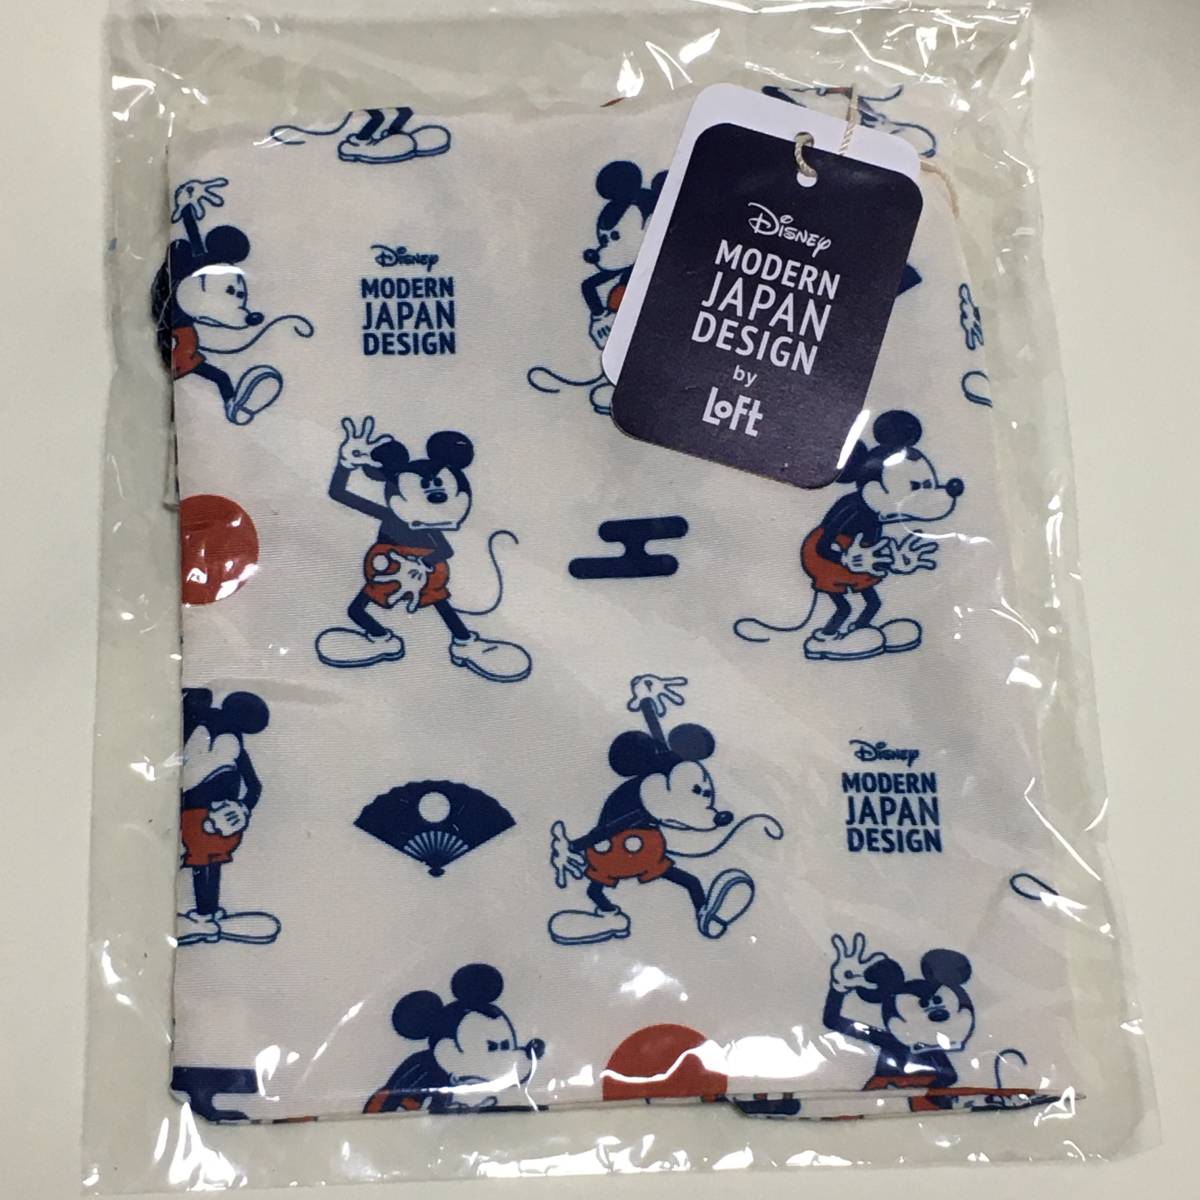 Disney
MODERN
JAPAN
DESIGN
by
LOFT
Disney
MODERN
JAPAN
DESIGN
Disney
MODERN
JAPAN
DESIGN